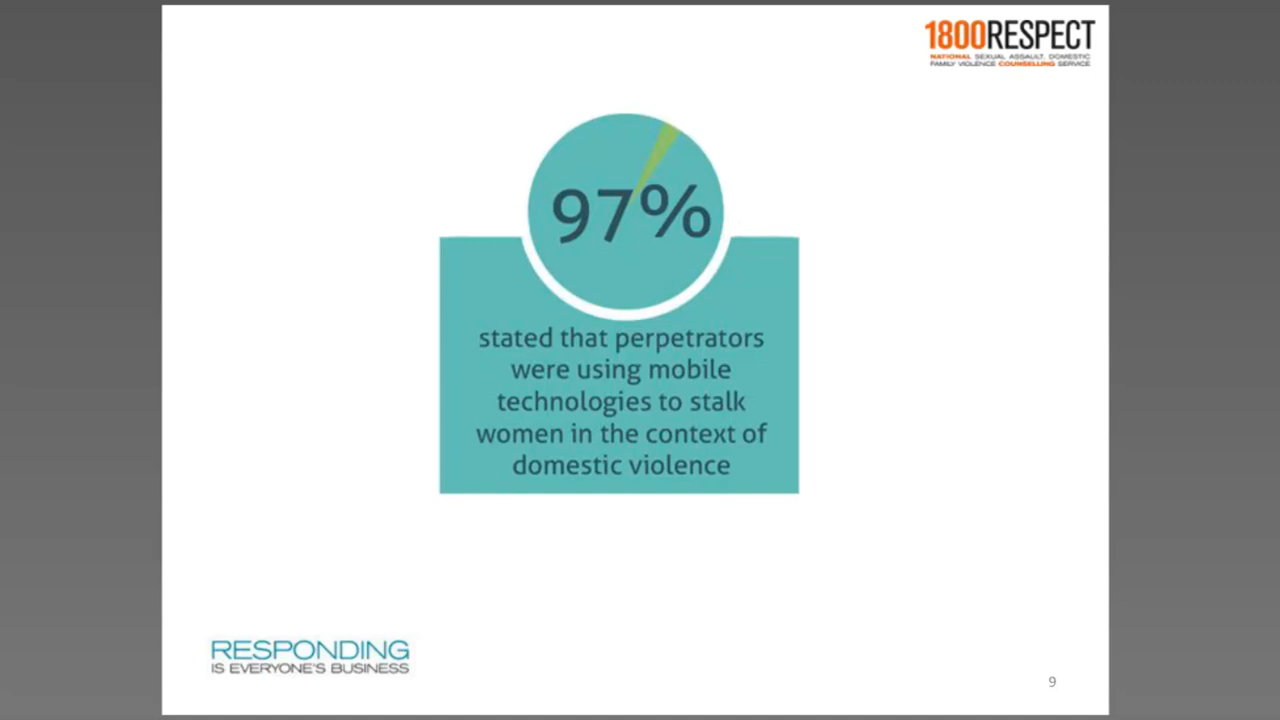 1800RESPECT
NATIONAL SEXUAL ASSAULT, DOMESTIC
FAMILY VIOLENCE COUNSELLING SERVICE
97%
stated that perpetrators
were using mobile
technologies to stalk
women in the context of
domestic violence
RESPONDING
IS EVERYONE'S BUSINESS
9